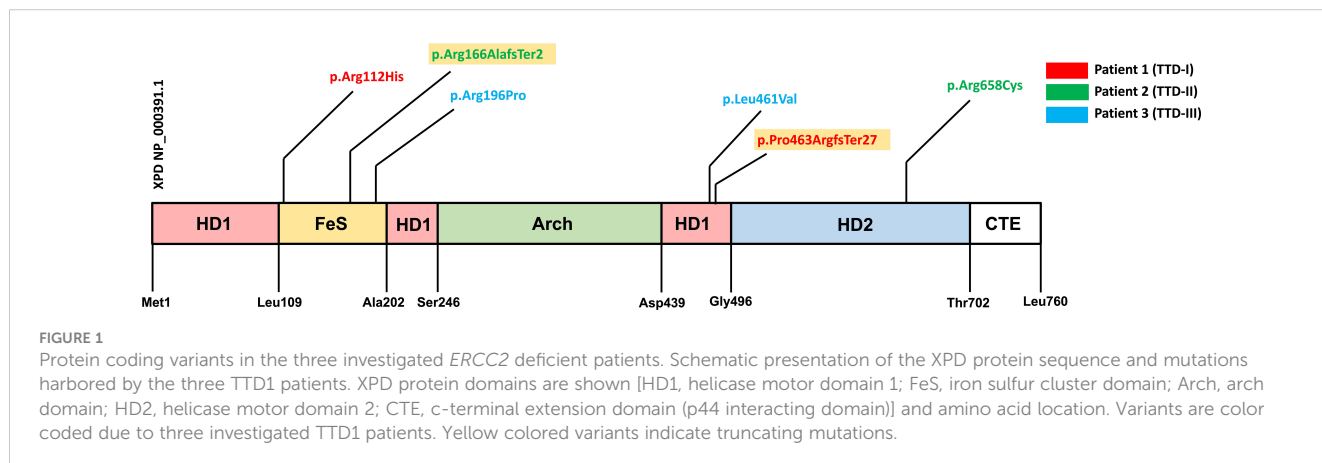 p.Arg166AlafsTer2
p.Arg112His
p.Arg196Pro
p.Leu461Val
p.Pro463ArgfsTer27
p.Arg658Cys
Patient 1 (TTD-I)
Patient 2 (TTD-II)
Patient 3 (TTD-III)
XPD NP_000391.1
HD1 FeS HD1 Arch HD1 HD2 CTE
Met1 Leu109 Ala202 Ser246 Asp439 Gly496 Thr702 Leu760
FIGURE 1
Protein coding variants in the three investigated ERCC2 deficient patients. Schematic presentation of the XPD protein sequence and mutations
harbored by the three TTD1 patients. XPD protein domains are shown [HD1, helicase motor domain 1; FeS, iron sulfur cluster domain; Arch, arch
domain; HD2, helicase motor domain 2; CTE, c-terminal extension domain (p44 interacting domain)] and amino acid location. Variants are color
coded due to three investigated TTD1 patients. Yellow colored variants indicate truncating mutations.